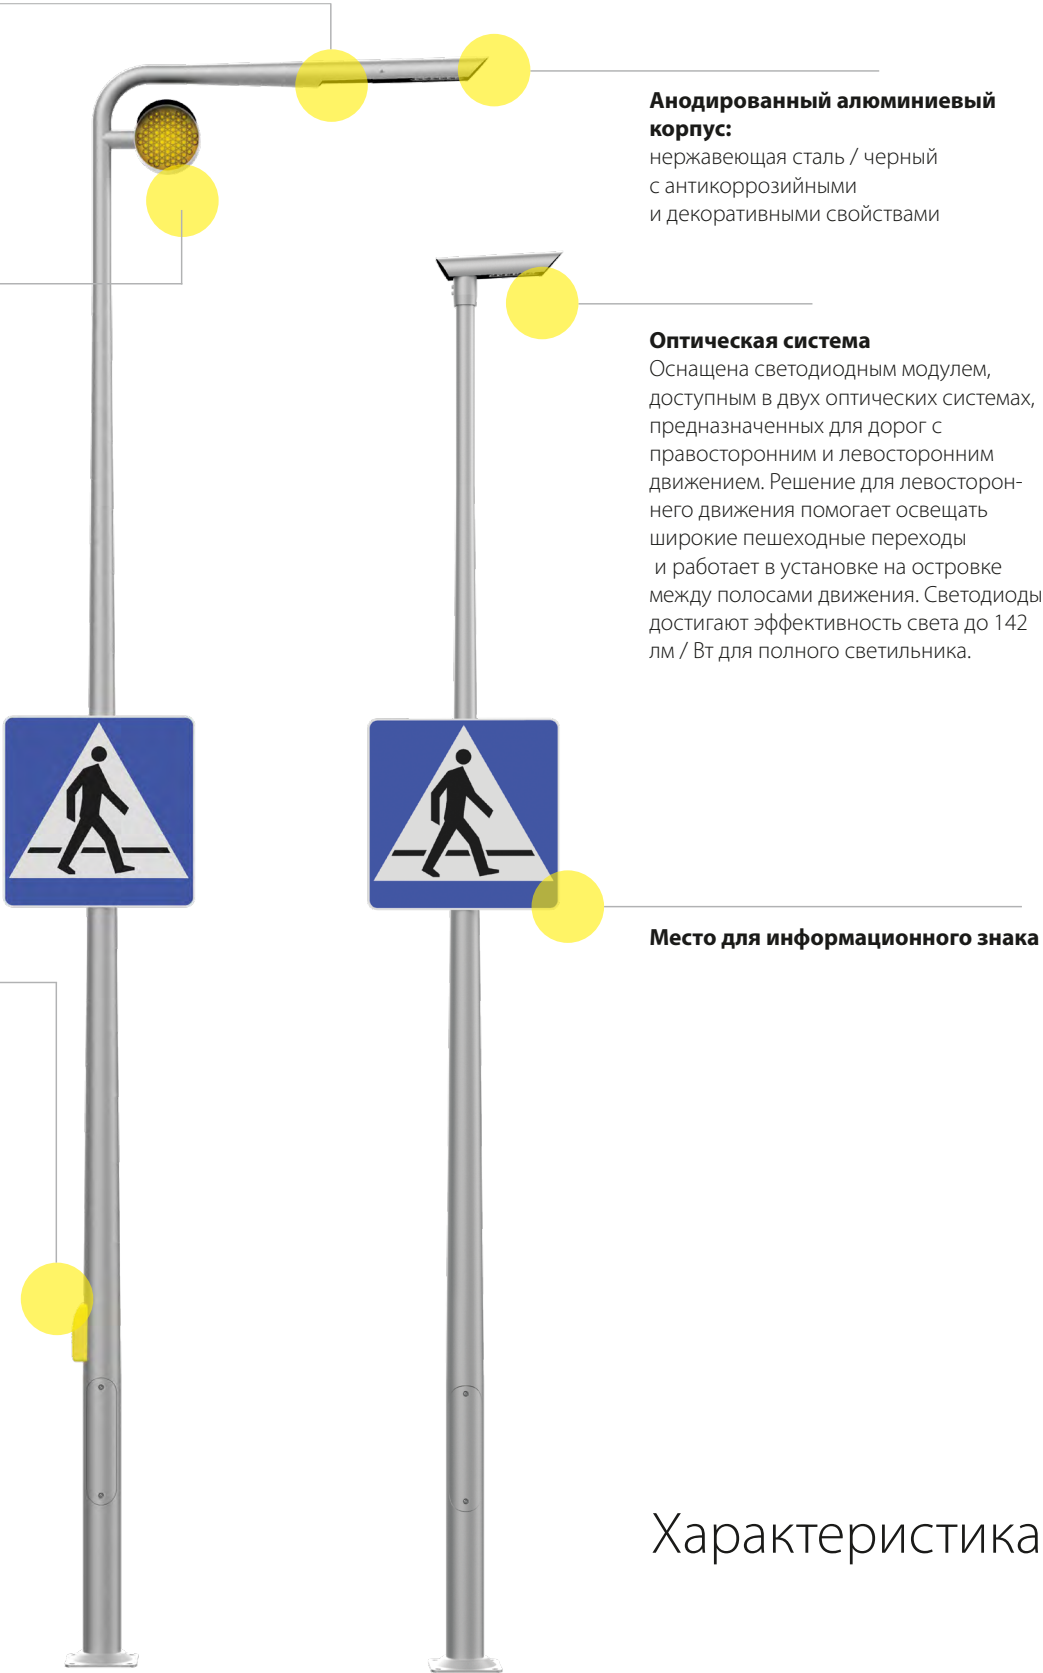 Анодированный алюминиевый
корпус:
нержавеющая сталь / черный
с антикоррозийными
и декоративными свойствами
Оптическая система
Оснащена светодиодным модулем,
доступным в двух оптических системах,
предназначенных для дорог с
правосторонним и левосторонним
движением. Решение для левосторон-
него движения помогает освещать
широкие пешеходные переходы
и работает в установке на островке
между полосами движения. Светодиоды
достигают эффективность света до 142
лм / Вт для полного светильника.
Место для информационного знака
Характеристика